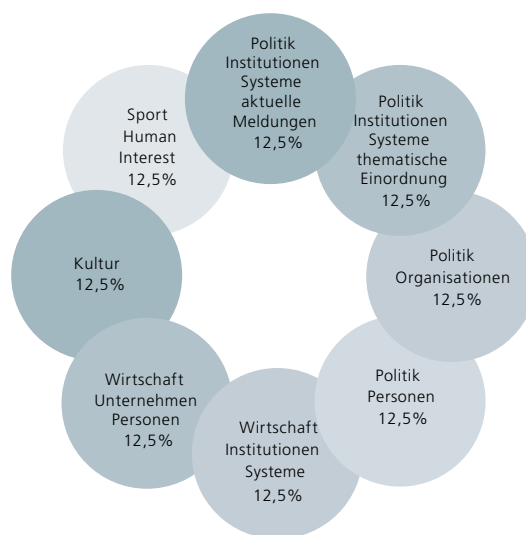 Politik
Institutionen
Systeme
aktuelle
Meldungen
12,5%
Politik
Institutionen
Systeme
thematische
Einordnung
12,5%
Politik
Organisationen
12,5%
Politik
Personen
12,5%
Wirtschaft
Institutionen
Systeme
12,5%
Wirtschaft
Unternehmen
Personen
12,5%
Kultur
12,5%
Sport
Human
Interest
12,5%